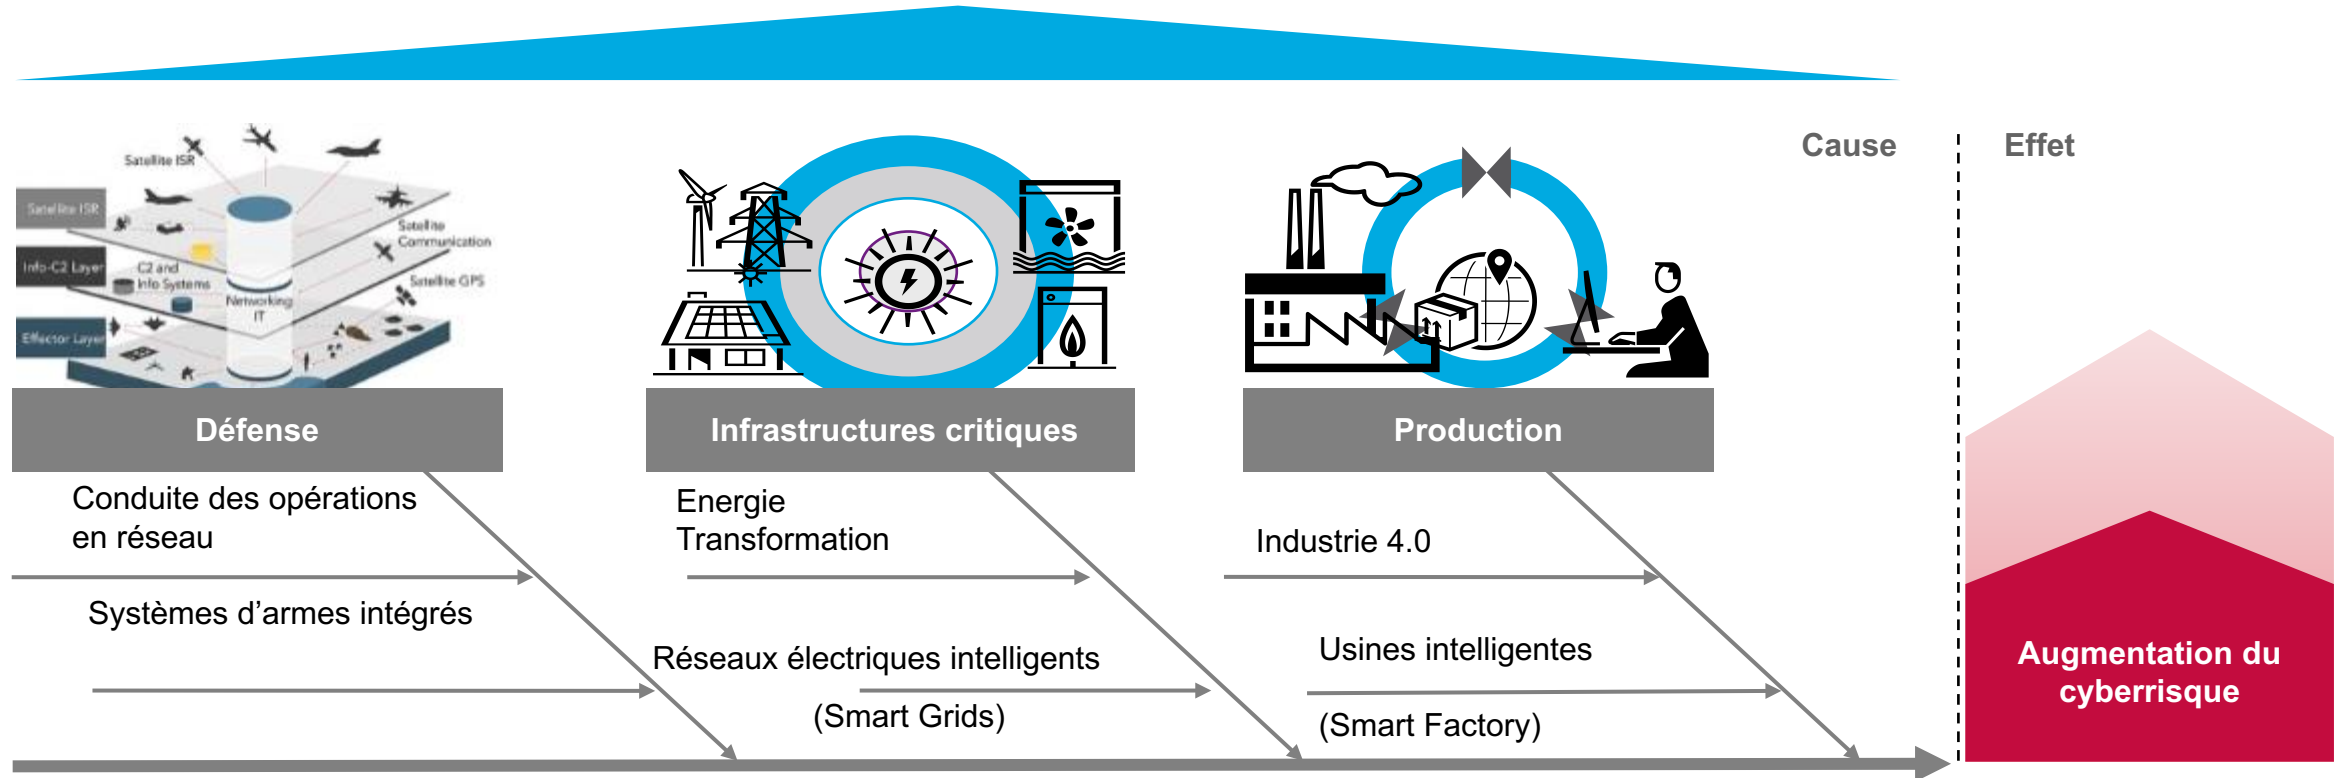 Cause
Effet
Satellite ISR
Satellite ISR
Satellite
Communication
Info-C2 Layer
C2 and
Info Systems
Satellite GPS
Networking
IT
Effector Layer
Défense
Infrastructures critiques
Production
Conduite des opérations
en réseau
Systèmes d’armes intégrés
Energie
Transformation
Réseaux électriques intelligents
(Smart Grids)
Industrie 4.0
Usines intelligentes
(Smart Factory)
Augmentation du
cyberrisque